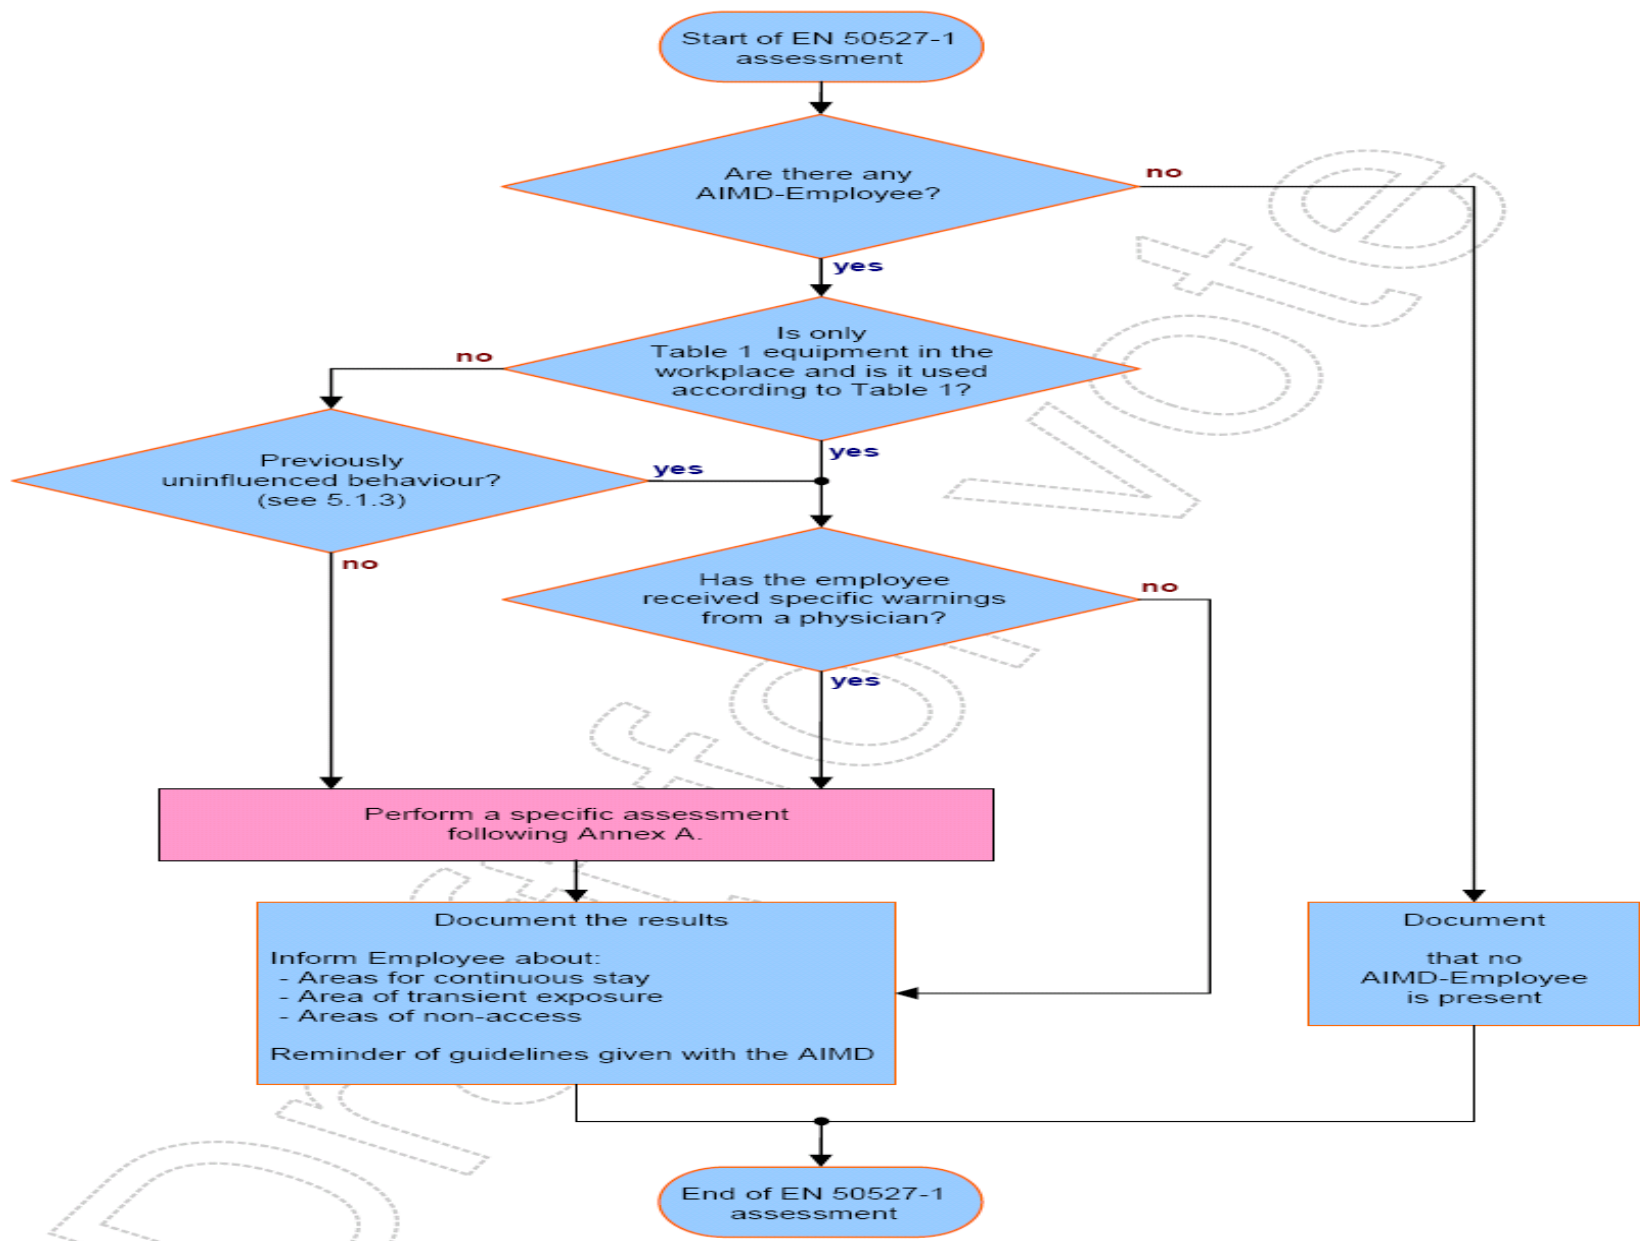 Start of EN 50527-1
assessment
Are there any
AIMD-Employee?
no
yes
Is only
Table 1 equipment in the
workplace and is it used
according to Table 1?
no
yes
Previously
uninfluenced behaviour?
(see 5.1.3)
yes
no
Has the employee
received specific warnings
from a physician?
no
yes
Perform a specific assessment
following Annex A.
Document the results
Inform Employee about:
- Areas for continuous stay
- Area of transient exposure
- Areas of non-access
Reminder of guidelines given with the AIMD
Document
that no
AIMD-Employee
is present
End of EN 50527-1
assessment
Draft for vote